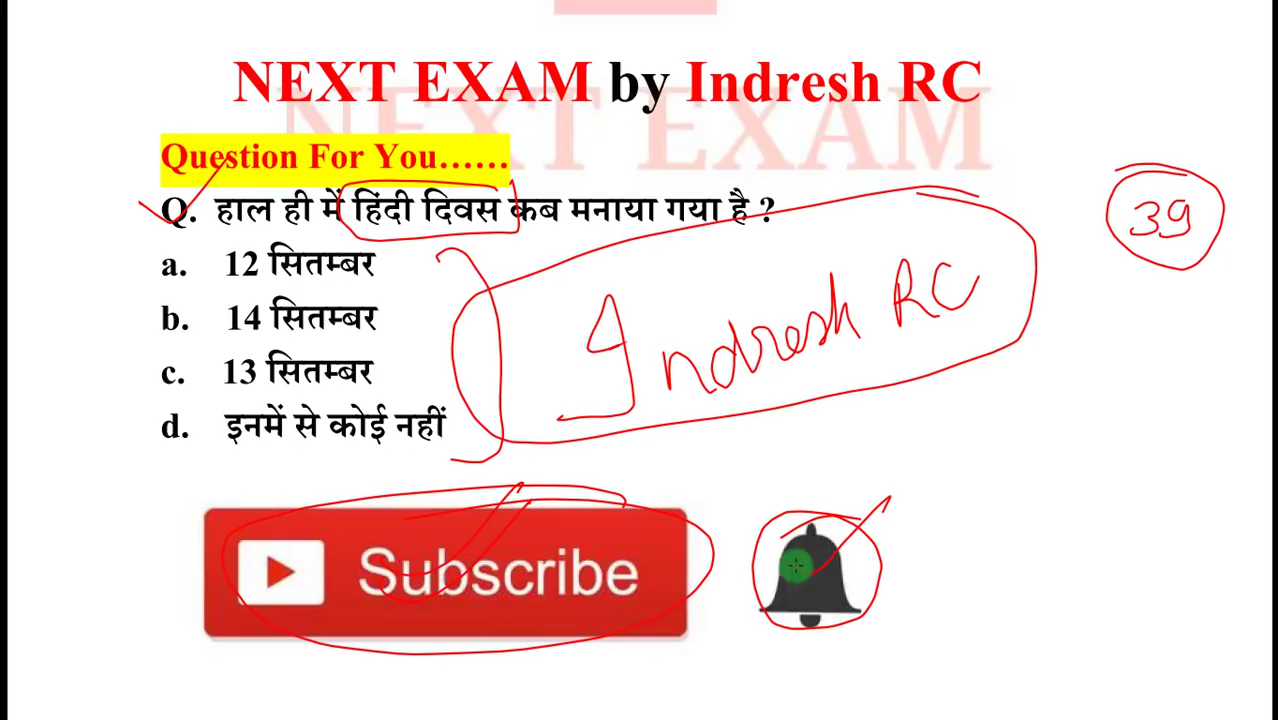 NEXT EXAM by Indresh RC
NEXT EXAM
Question For You......
Q. हाल ही में हिंदी दिवस कब मनाया गया है ?
39
a. 12 सितम्बर
b. 14 सितम्बर
c. 13 सितम्बर
d. इनमें से कोई नहीं
Indresh RC
Subscribe